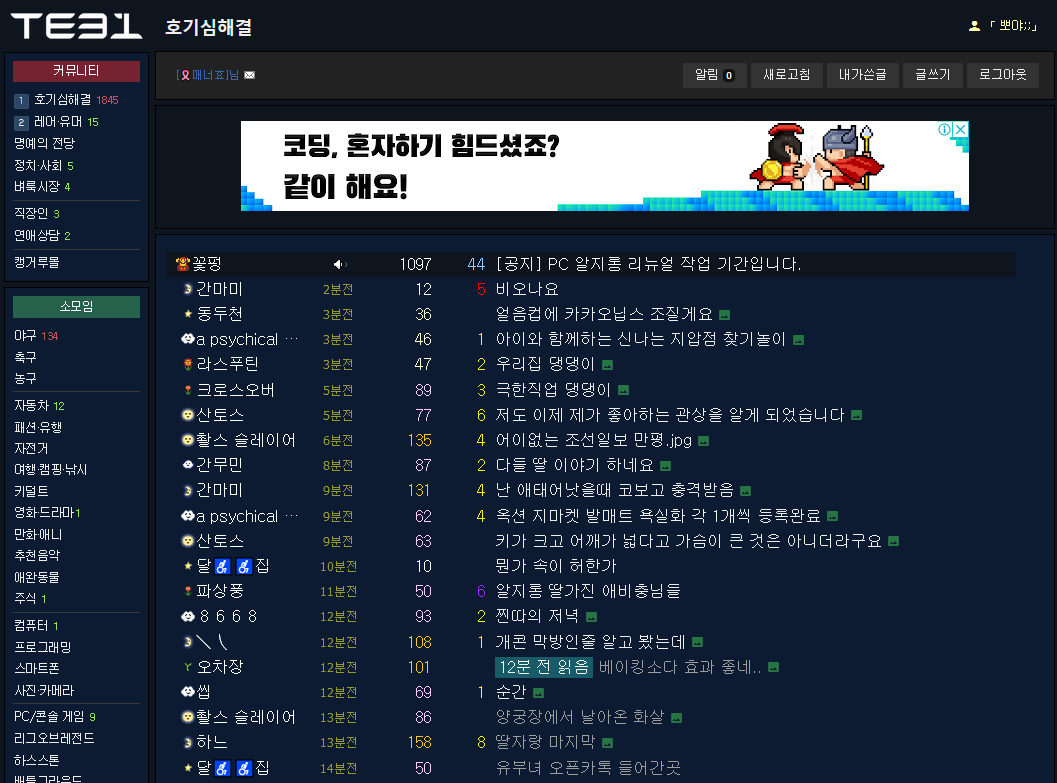 TE31 호기심해결 「 뽀야;;」
커뮤니티
1 호기심해결 1845
2 레어·유머 15
명예의 전당
정치·사회 5
벼룩시장 4
직장인 3
연애상담 2
캥거루몰
소모임
야구 134
축구
농구
자동차 12
패션·유행
자전거
여행·캠핑·낚시
키덜트
영화·드라마 1
만화·애니
추천음악
애완동물
주식 1
컴퓨터 1
프로그래밍
스마트폰
사진·카메라
PC/콘솔 게임 9
리그오브레전드
하스스톤
배틀그라운드
[매너효]님 알림 0 새로고침 내가쓴글 글쓰기 로그아웃
코딩, 혼자하기 힘드셨죠?
같이 해요!
꽃펑 1097 44 [공지] PC 알지롱 리뉴얼 작업 기간입니다.
간마미 2분전 12 5 비오나요
동두천 3분전 36 얼음컵에 카카오닙스 조질게요
a psychical … 3분전 46 1 아이와 함께하는 신나는 지압점 찾기놀이
라스푸틴 3분전 47 2 우리집 댕댕이
크로스오버 5분전 89 3 극한직업 댕댕이
산토스 5분전 77 6 저도 이제 제가 좋아하는 관상을 알게 되었습니다
촬스 슬레이어 6분전 135 4 어이없는 조선일보 만평.jpg
간무민 8분전 87 2 다들 딸 이야기 하네요
간마미 9분전 131 4 난 애태어낫을때 코보고 충격받음
a psychical … 9분전 62 4 옥션 지마켓 발매트 욕실화 각 1개씩 등록완료
산토스 9분전 63 키가 크고 어깨가 넓다고 가슴이 큰 것은 아니더라구요
달♿♿집 10분전 10 뭔가 속이 허한가
파상풍 11분전 50 6 알지롱 딸가진 애비충님들
８６６８ 12분전 93 2 찐따의 저녁
＼ㄟ 12분전 108 1 개콘 막방인줄 알고 봤는데
오차장 12분전 101 12분 전 읽음 베이킹소다 효과 좋네..
씹 12분전 69 1 순간
촬스 슬레이어 13분전 86 양궁장에서 날아온 화살
하느 13분전 158 8 딸자랑 마지막
달♿♿집 14분전 50 유부녀 오픈카톡 들어간곳